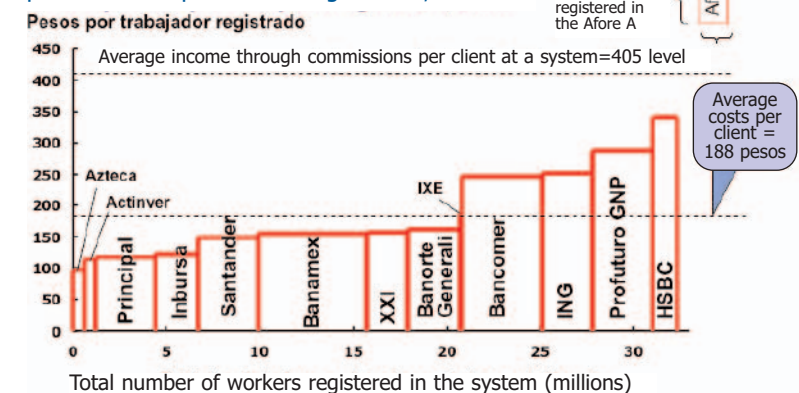 registered in
the Afore A
Pesos por trabajador registrado
Average income through commissions per client at a system=405 level
450
400
350
300
250
200
150
100
50
0
Average
costs per
client =
188 pesos
Azteca
Actinver
Principal
Inbursa
Santander
Banamex
XXI
Banorte
Generali
IXE
Bancomer
ING
Profuturo GNP
HSBC
0 5 10 15 20 25 30
Total number of workers registered in the system (millions)